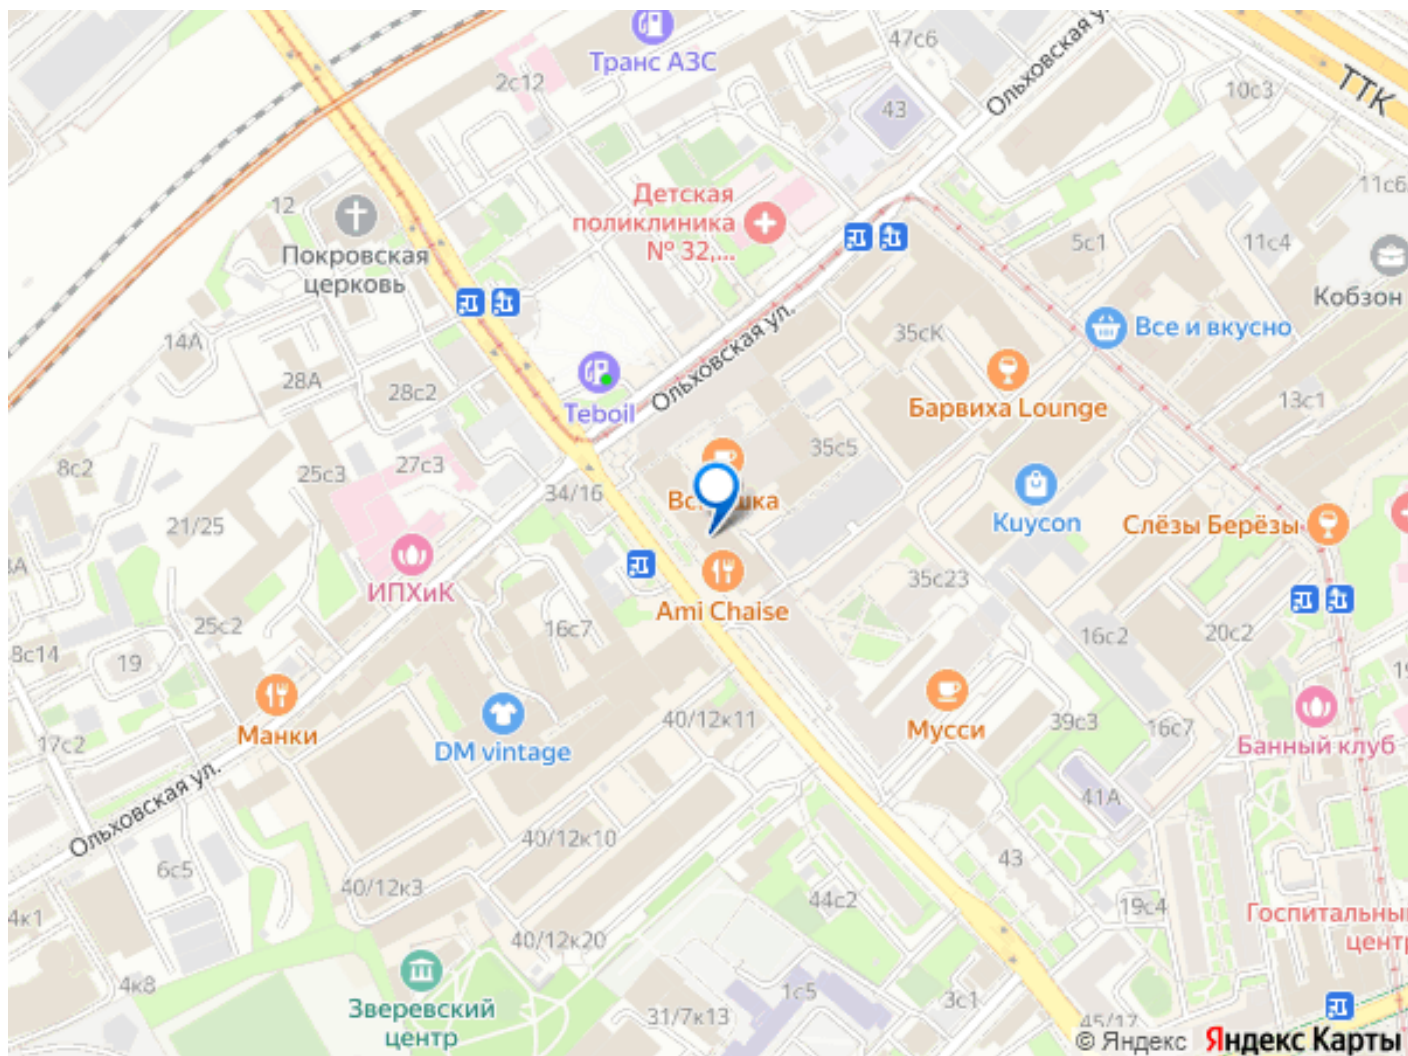 47с6
Ольховская ул.
Транс АЗС
2с12
43
ТТК
10с3
11с6
Детская
поликлиника
№ 32,...
12
Покровская
церковь
5с1
11с4
Кобзон
14А
28А
28с2
Teboil
Ольховская ул.
35сК
Все и вкусно
Барвиха Lounge
13с1
8с2
25с3
27с3
34/16
35с5
21/25
Kuycon
Слёзы Берёзы
ИПХиК
Ami Chaise
35с23
25с2
16с7
16с2
20с2
8с14
19
Манки
DM vintage
40/12к11
Мусси
39с3
16с7
Банный клуб
17с2
Ольховская ул.
41А
40/12к10
43
6с5
40/12к3
44с2
19с4
4к1
40/12к20
Госпитальны
центр
4к8
Зверевский
центр
1с5
3с1
31/7к13
45/17
© Яндекс Яндекс Карты